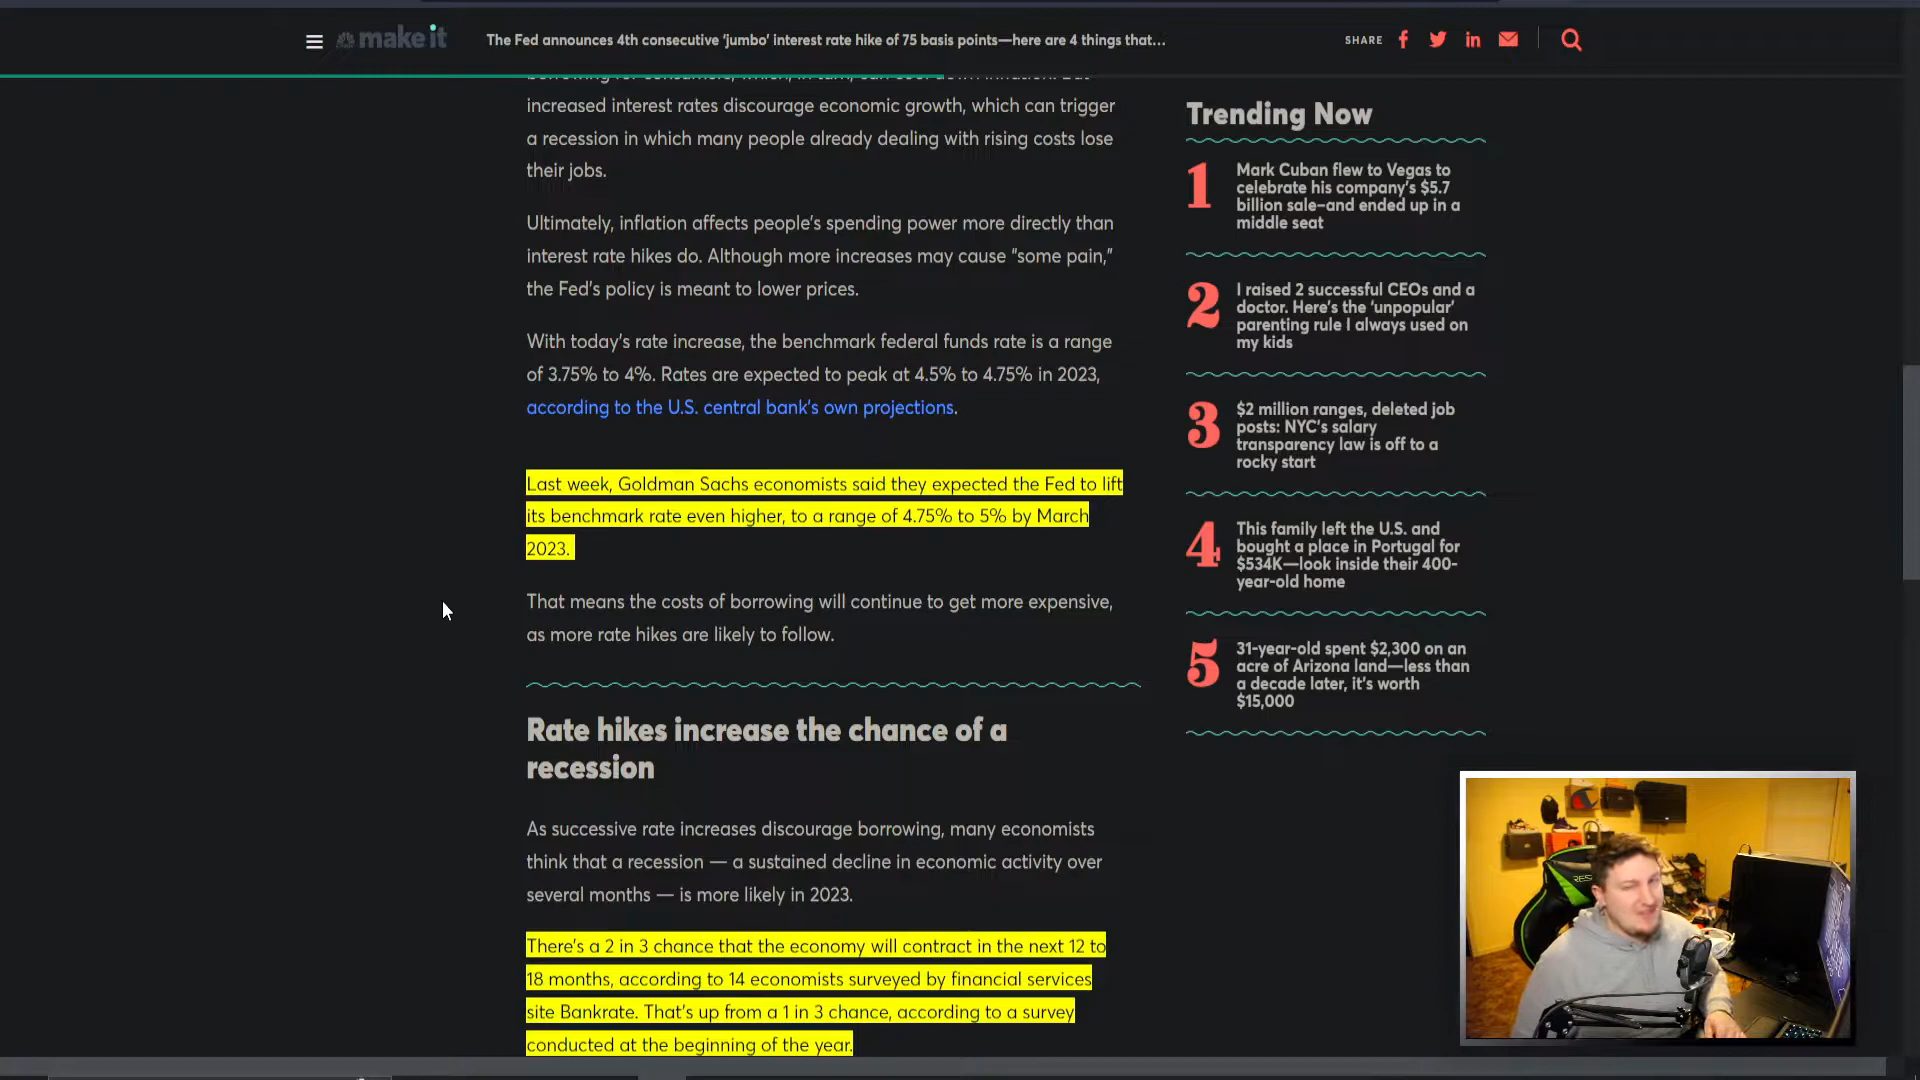 make it
The Fed announces 4th consecutive 'jumbo' interest rate hike of 75 basis points—here are 4 things that...
SHARE
increased interest rates discourage economic growth, which can trigger
a recession in which many people already dealing with rising costs lose
their jobs.
Ultimately, inflation affects people's spending power more directly than
interest rate hikes do. Although more increases may cause "some pain,"
the Fed's policy is meant to lower prices.
With today's rate increase, the benchmark federal funds rate is a range
of 3.75% to 4%. Rates are expected to peak at 4.5% to 4.75% in 2023,
according to the U.S. central bank's own projections.
Last week, Goldman Sachs economists said they expected the Fed to lift
its benchmark rate even higher, to a range of 4.75% to 5% by March
2023.
That means the costs of borrowing will continue to get more expensive,
as more rate hikes are likely to follow.
Rate hikes increase the chance of a
recession
As successive rate increases discourage borrowing, many economists
think that a recession — a sustained decline in economic activity over
several months — is more likely in 2023.
There's a 2 in 3 chance that the economy will contract in the next 12 to
18 months, according to 14 economists surveyed by financial services
site Bankrate. That's up from a 1 in 3 chance, according to a survey
conducted at the beginning of the year.
Trending Now
1
Mark Cuban flew to Vegas to
celebrate his company's $5.7
billion sale–and ended up in a
middle seat
2
I raised 2 successful CEOs and a
doctor. Here's the 'unpopular'
parenting rule I always used on
my kids
3
$2 million ranges, deleted job
posts: NYC's salary
transparency law is off to a
rocky start
4
This family left the U.S. and
bought a place in Portugal for
$534K—look inside their 400-
year-old home
5
31-year-old spent $2,300 on an
acre of Arizona land—less than
a decade later, it's worth
$15,000